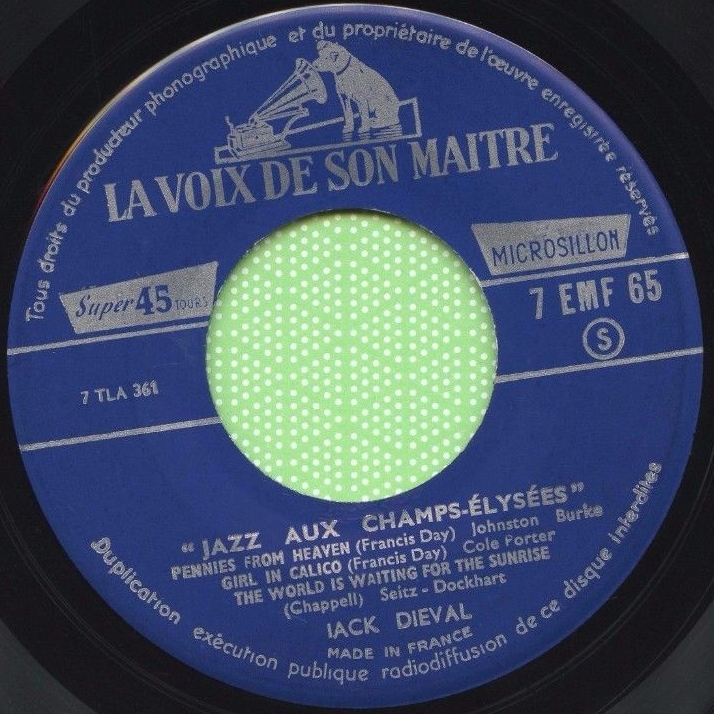 Tous droits du producteur phonographique et du propriétaire de l'œuvre enregistrée réservés
LA VOIX DE SON MAITRE
Super 45 TOURS
MICROSILLON
7 EMF 65
S
7 TLA 361
"JAZZ AUX CHAMPS-ÉLYSÉES"
PENNIES FROM HEAVEN (Francis Day) Johnston Burke
GIRL IN CALICO (Francis Day) Cole Porter
THE WORLD IS WAITING FOR THE SUNRISE
(Chappell) Seitz - Dockhart
JACK DIEVAL
MADE IN FRANCE
Duplication exécution publique radiodiffusion de ce disque interdites